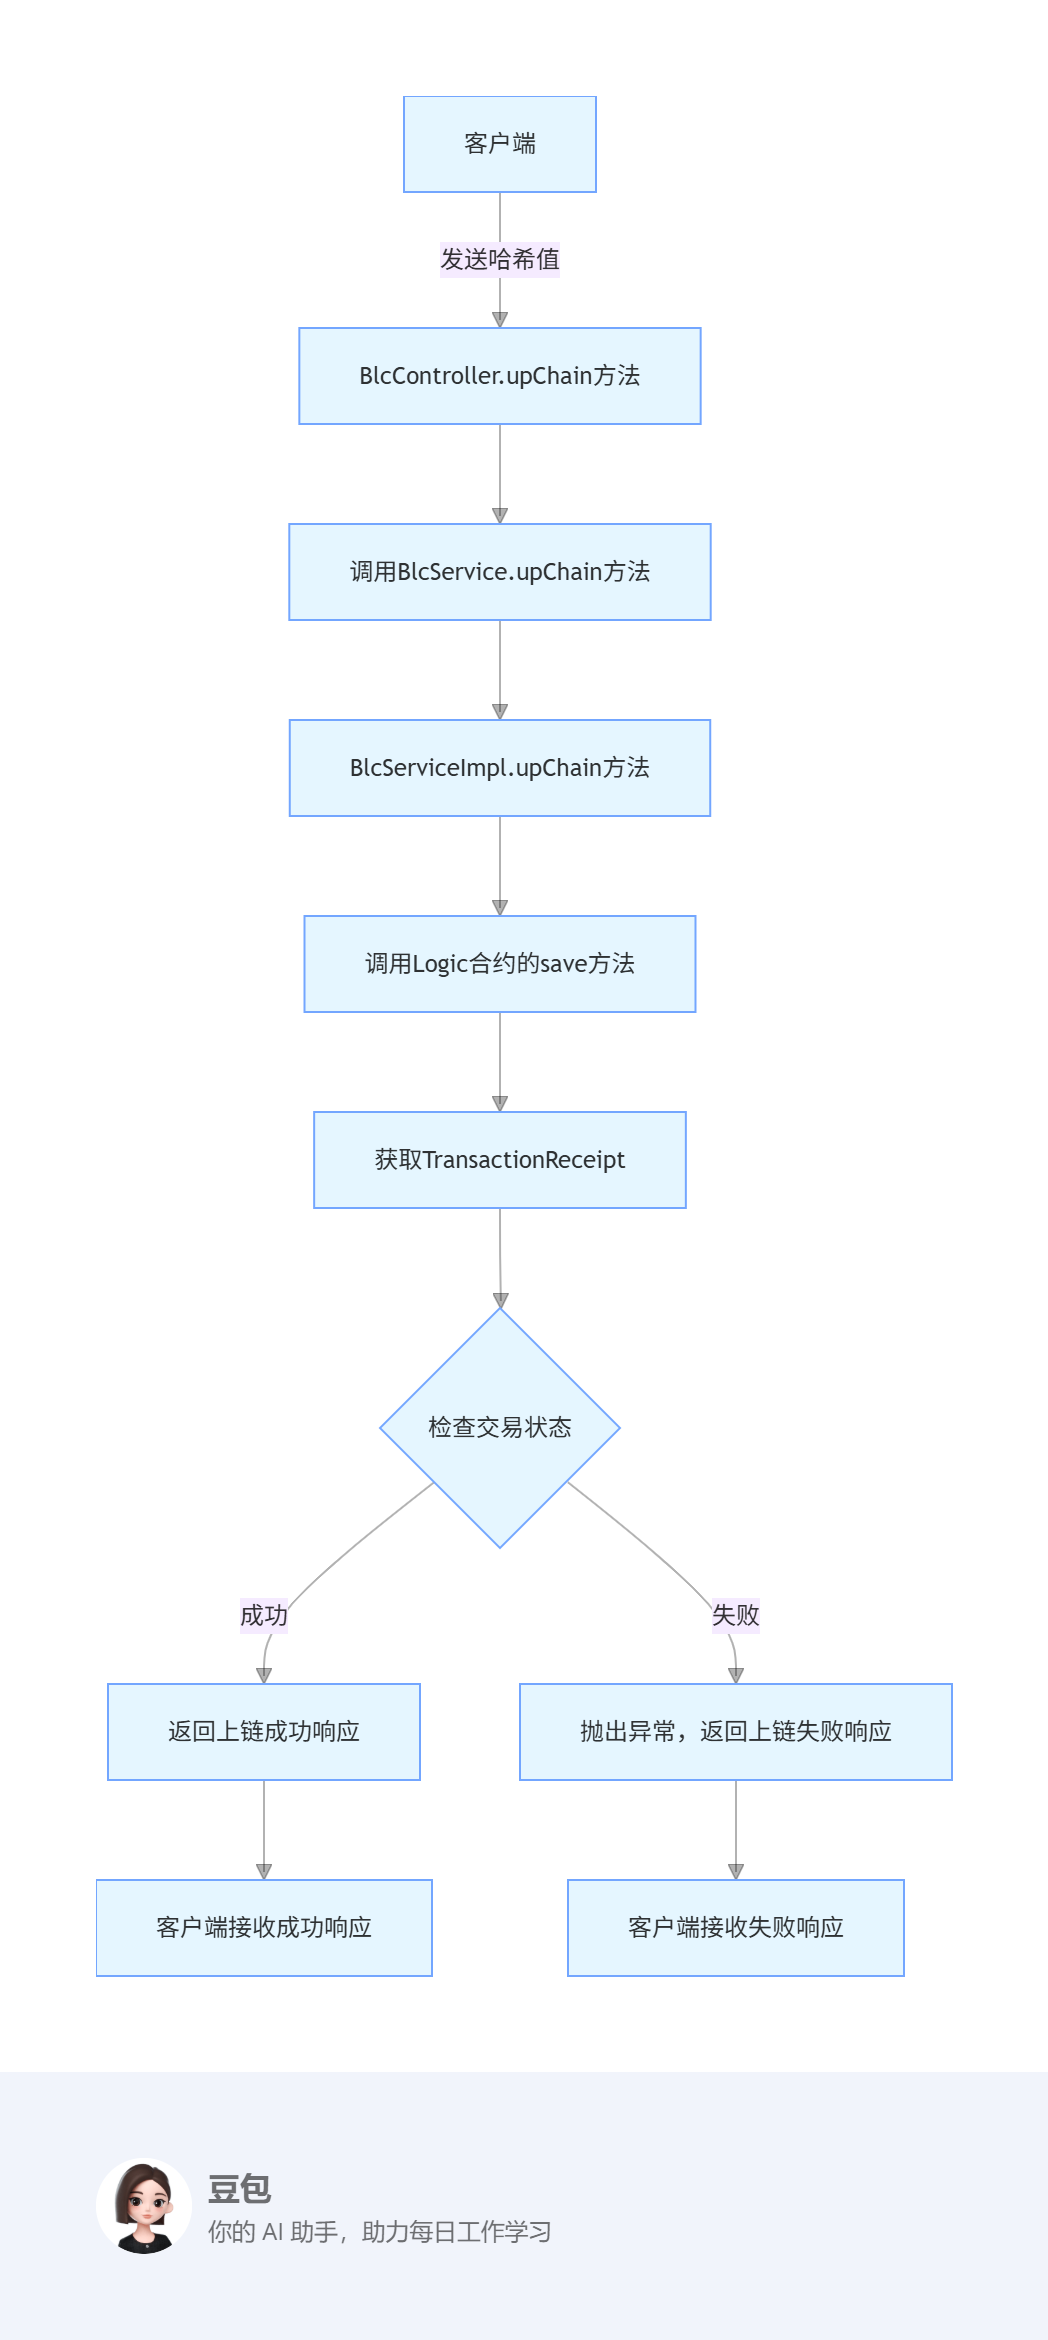 客户端
发送哈希值
BlcController.upChain方法
调用BlcService.upChain方法
BlcServiceImpl.upChain方法
调用Logic合约的save方法
获取TransactionReceipt
检查交易状态
成功
失败
返回上链成功响应
抛出异常，返回上链失败响应
客户端接收成功响应
客户端接收失败响应
豆包
你的 AI 助手，助力每日工作学习